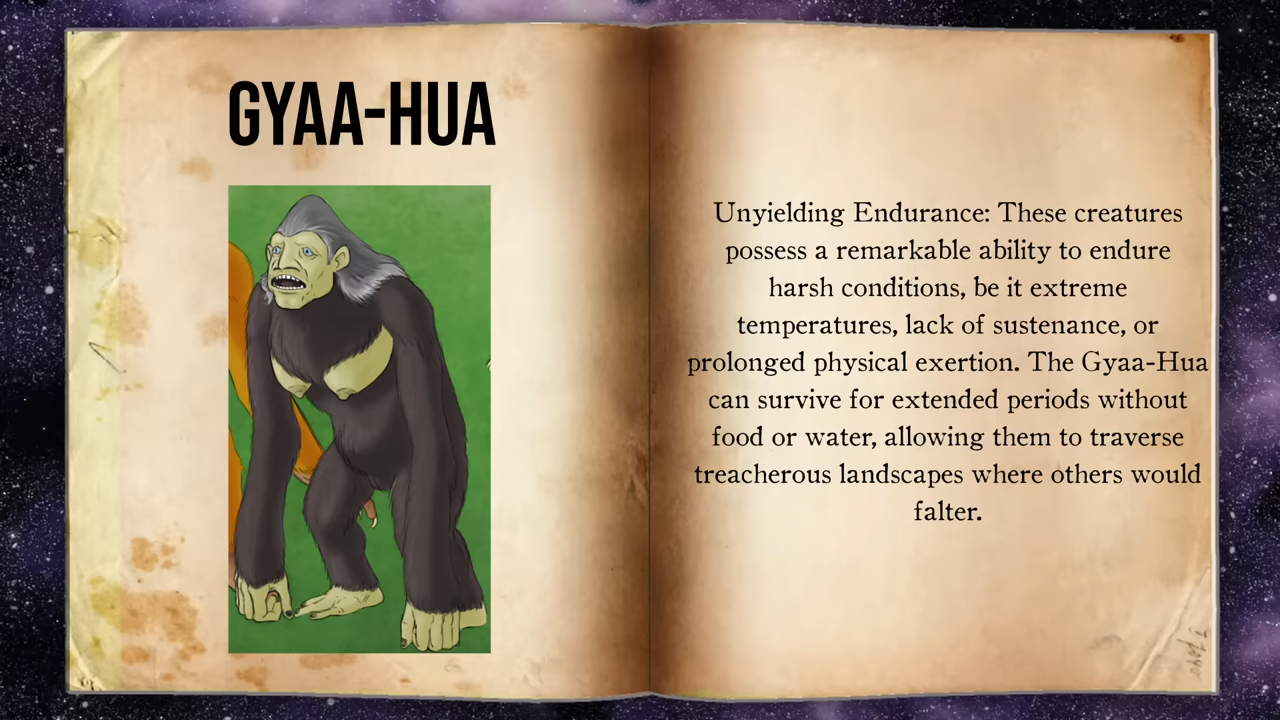 GYAA-HUA
Unyielding Endurance: These creatures
possess a remarkable ability to endure
harsh conditions, be it extreme
temperatures, lack of sustenance, or
prolonged physical exertion. The Gyaa-Hua
can survive for extended periods without
food or water, allowing them to traverse
treacherous landscapes where others would
falter.